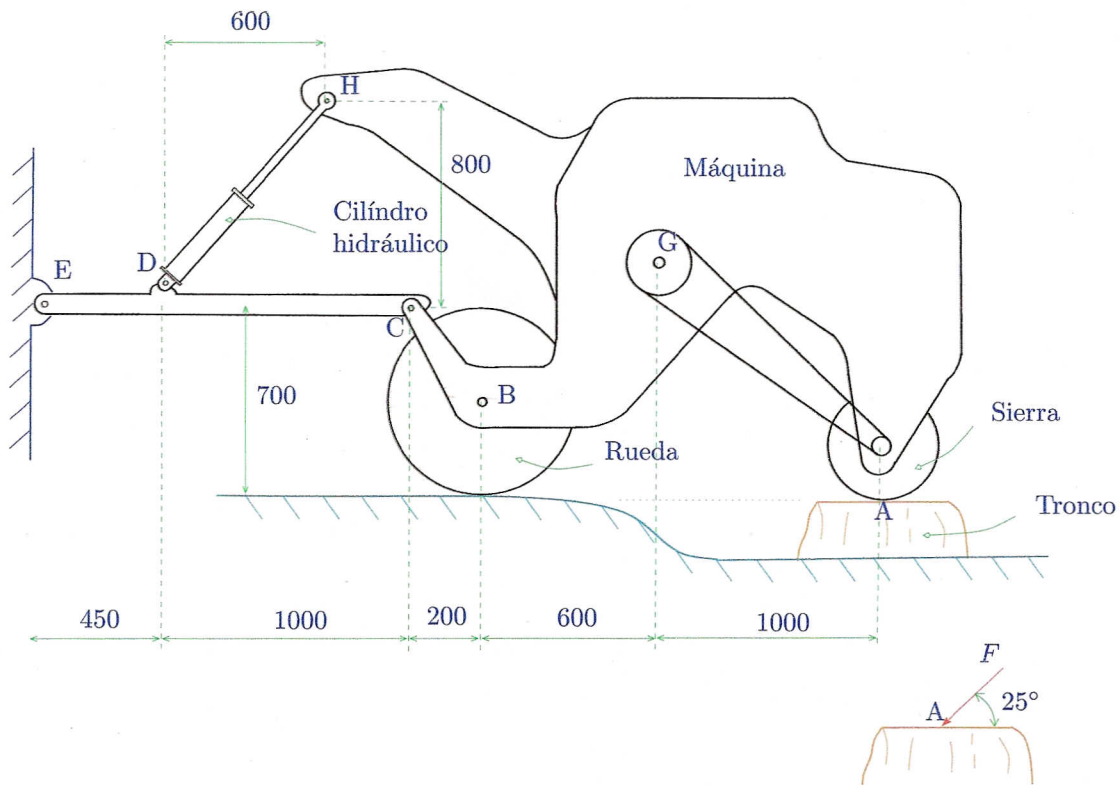 600
H
800
Máquina
Cilíndro
hidráulico
G
D
E
C
700
B
Sierra
Rueda
A
Tronco
450
1000
200
600
1000
F
25°
A